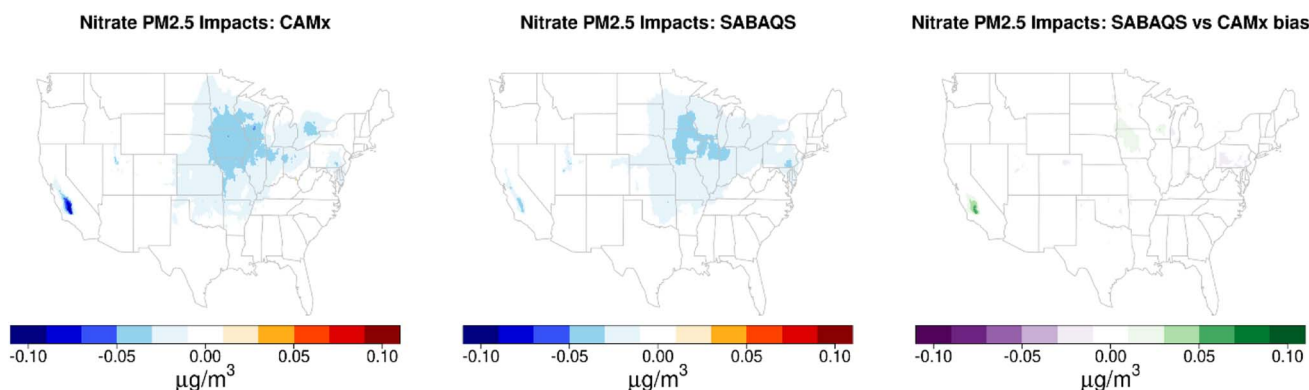 Nitrate PM2.5 Impacts: CAMx
Nitrate PM2.5 Impacts: SABAQS
Nitrate PM2.5 Impacts: SABAQS vs CAMx bias
-0.10 -0.05 0.00 0.05 0.10
μg/m³
-0.10 -0.05 0.00 0.05 0.10
μg/m³
-0.10 -0.05 0.00 0.05 0.10
μg/m³